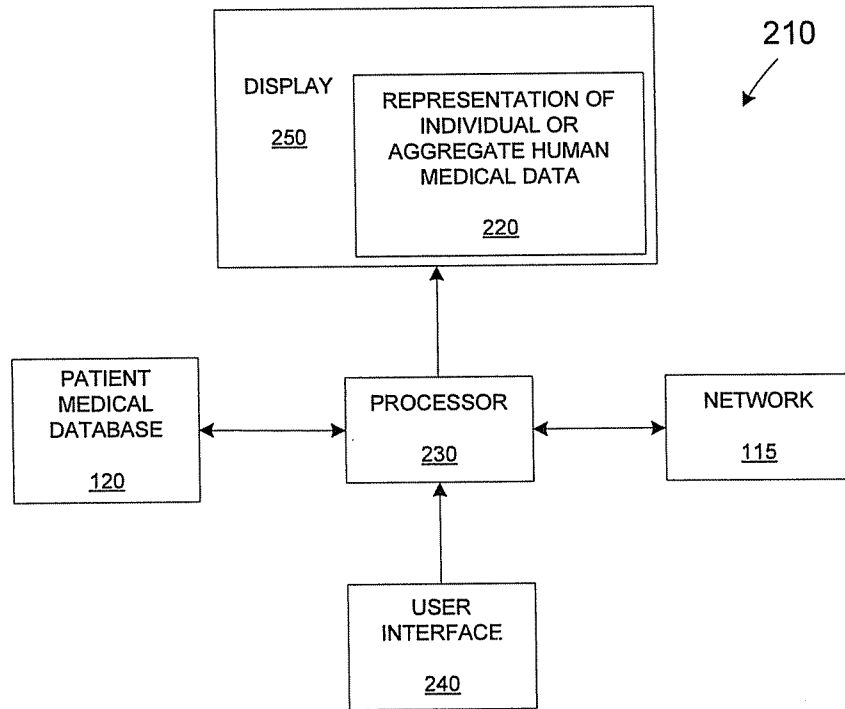 210
DISPLAY
250
REPRESENTATION OF
INDIVIDUAL OR
AGGREGATE HUMAN
MEDICAL DATA
220
PATIENT
MEDICAL
DATABASE
120
PROCESSOR
230
NETWORK
115
USER
INTERFACE
240